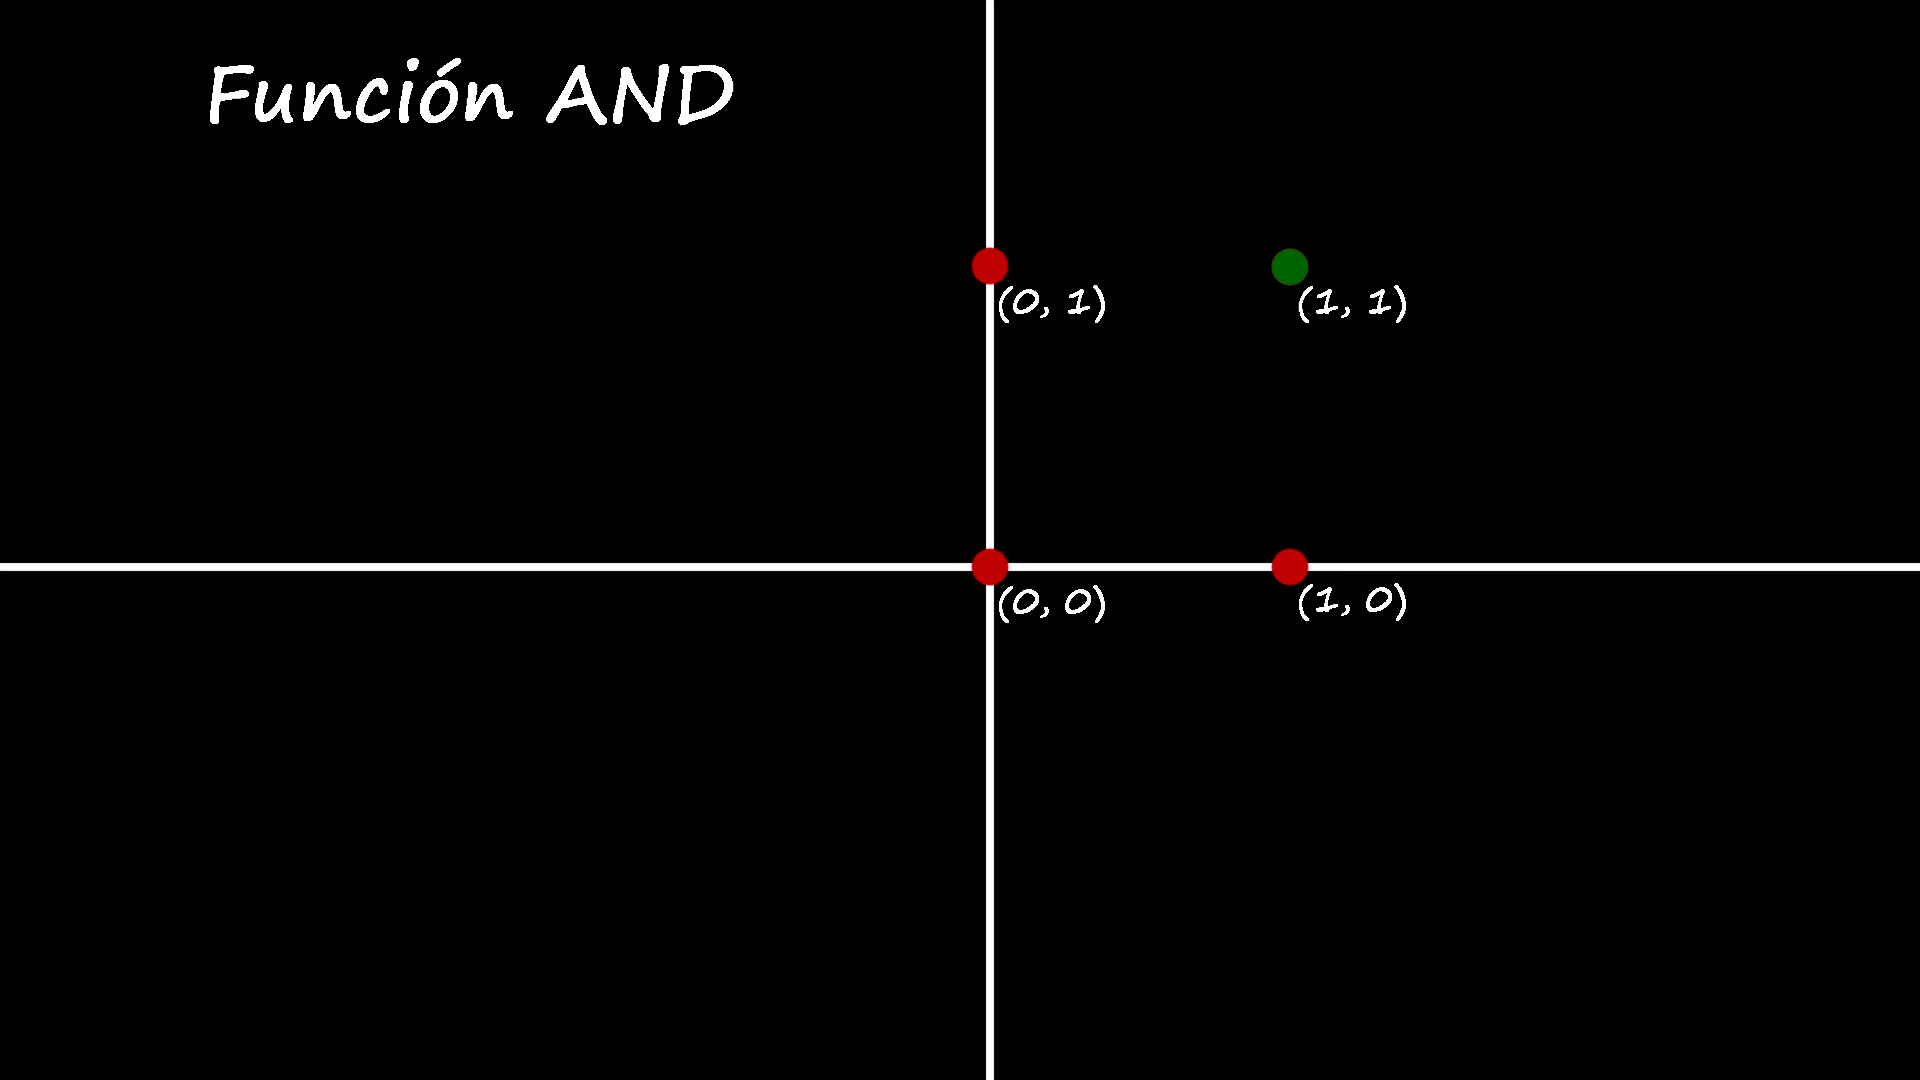 Función AND
(0, 1)
(1, 1)
(0, 0)
(1, 0)